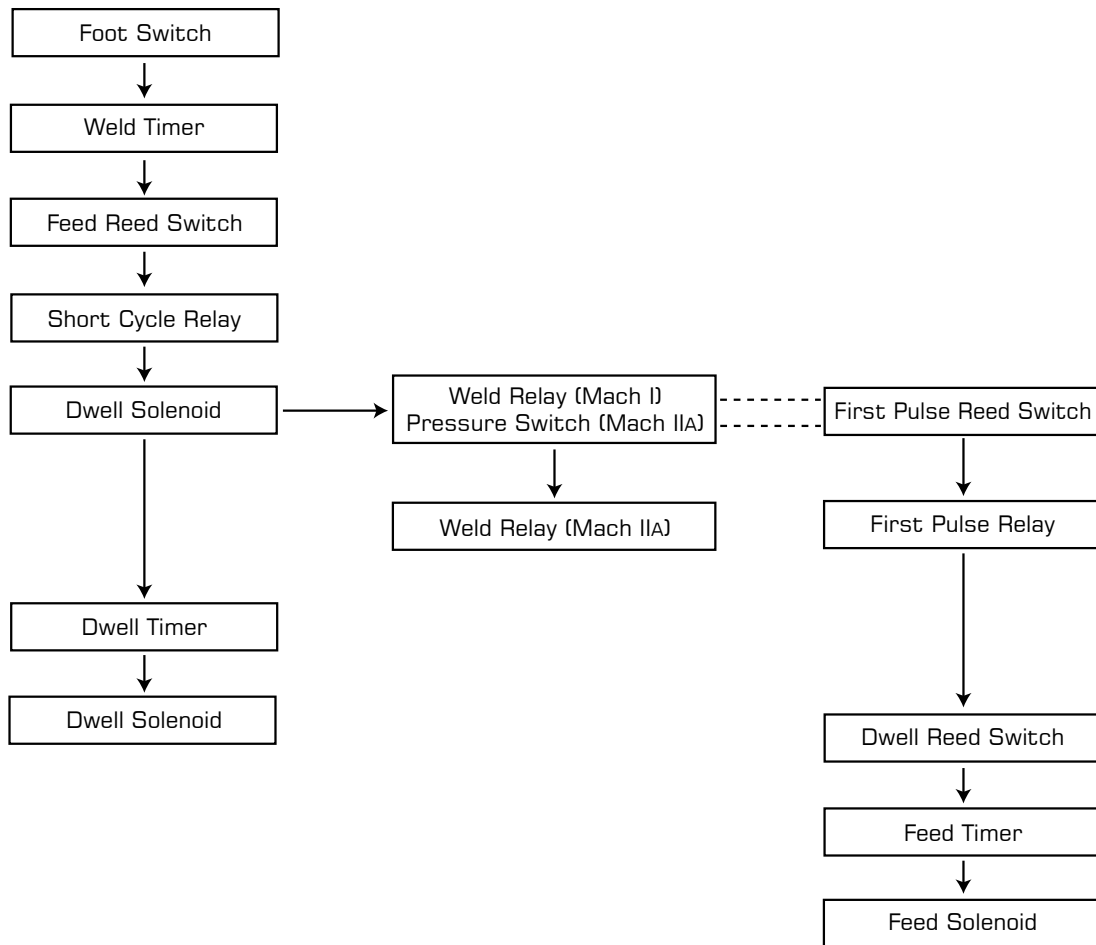 Foot Switch
Weld Timer
Feed Reed Switch
Short Cycle Relay
Dwell Solenoid
Weld Relay (Mach I)
Pressure Switch (Mach IIA)
Weld Relay (Mach IIA)
Dwell Timer
Dwell Solenoid
First Pulse Reed Switch
First Pulse Relay
Dwell Reed Switch
Feed Timer
Feed Solenoid